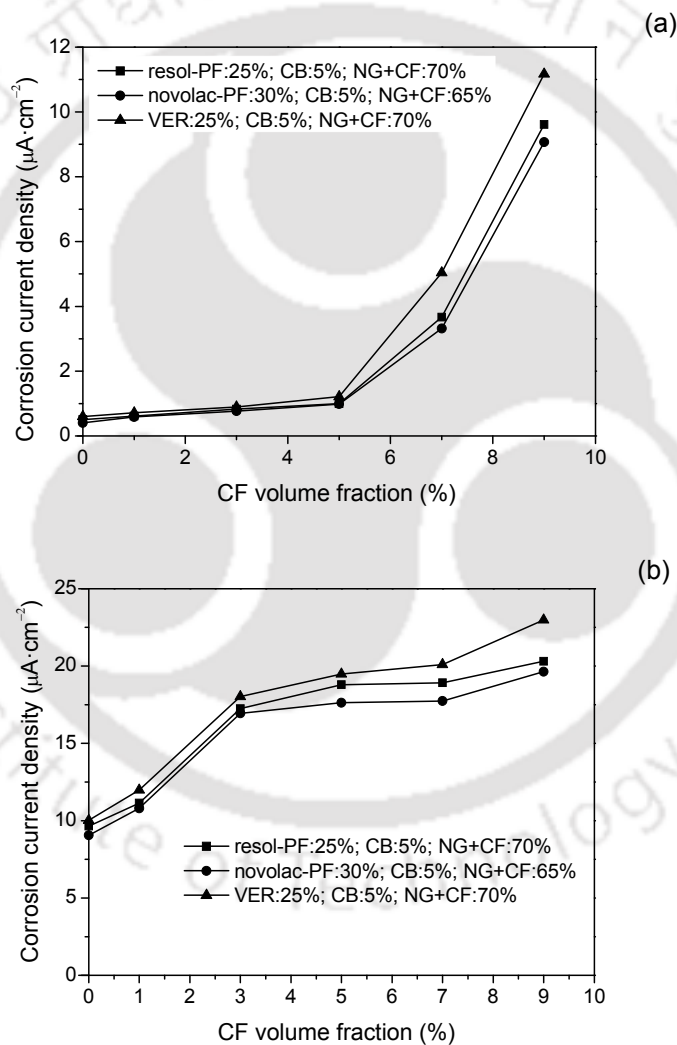 (a)
12
10
8
6
4
2
0
resol-PF:25%; CB:5%; NG+CF:70%
novolac-PF:30%; CB:5%; NG+CF:65%
VER:25%; CB:5%; NG+CF:70%
Corrosion current density (μA·cm⁻²)
0 2 4 6 8 10
CF volume fraction (%)
(b)
25
20
15
10
5
0
resol-PF:25%; CB:5%; NG+CF:70%
novolac-PF:30%; CB:5%; NG+CF:65%
VER:25%; CB:5%; NG+CF:70%
Corrosion current density (μA·cm⁻²)
0 1 2 3 4 5 6 7 8 9 10
CF volume fraction (%)
of Technology